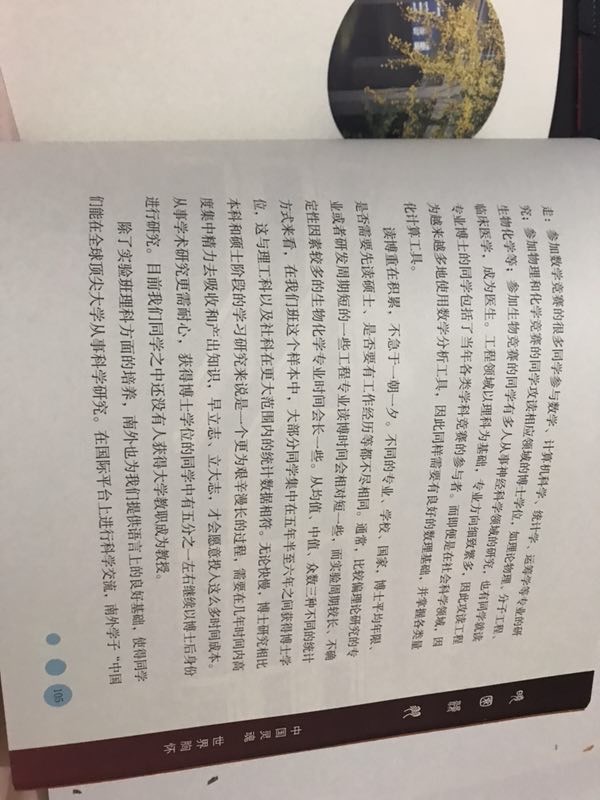 走：参加数学竞赛的很多同学参与数学、计算机科学、统计学、运筹学等专业的研
究；参加物理和化学竞赛的同学攻读相应领域的博士学位，如理论物理、分子工程、
生物化学等；参加生物竞赛的同学有多人从事神经科学领域的研究，也有同学就读
临床医学，成为医生。工程领域以理科为基础，专业方向细致繁多，因此攻读工程
专业博士的同学包括了当年各类学科竞赛的参与者。而即便是在社会科学领域，因
为越来越多地使用数学分析工具，因此同样需要有良好的数理基础，并掌握各类量
化计算工具。
读博重在积累，不急于一朝一夕。不同的专业、学校、国家，博士平均年限、
是否需要先读硕士、是否要有工作经历等都不尽相同。通常，比较偏理论研究的专
业或者研发周期短的一些工程专业读博时间会相对短一些，而实验周期较长、不确
定性因素较多的生物化学专业时间会长一些。从均值、中值、众数三种不同的统计
方式来看，在我们班这个样本中，大部分同学集中在五年半至六年之间获得博士学
位，这与理工科以及社科在更大范围内的统计数据相符。无论快慢，博士研究相比
本科和硕士阶段的学习研究来说是一个更为艰辛漫长的过程，需要在几年时间内高
度集中精力去吸收和产出知识，早立志、立大志，才会愿意投入这么多时间成本。
从事学术研究更需耐心，获得博士学位的同学中有五分之一左右继续以博士后身份
进行研究。目前我们同学之中还没有人获得大学教职成为教授。
除了实验班理科方面的培养，南外也为我们提供语言上的良好基础，使得同学
们能在全球顶尖大学从事科学研究。在国际平台上进行科学交流，南外学子“中国
中国灵魂 世界胸怀
105